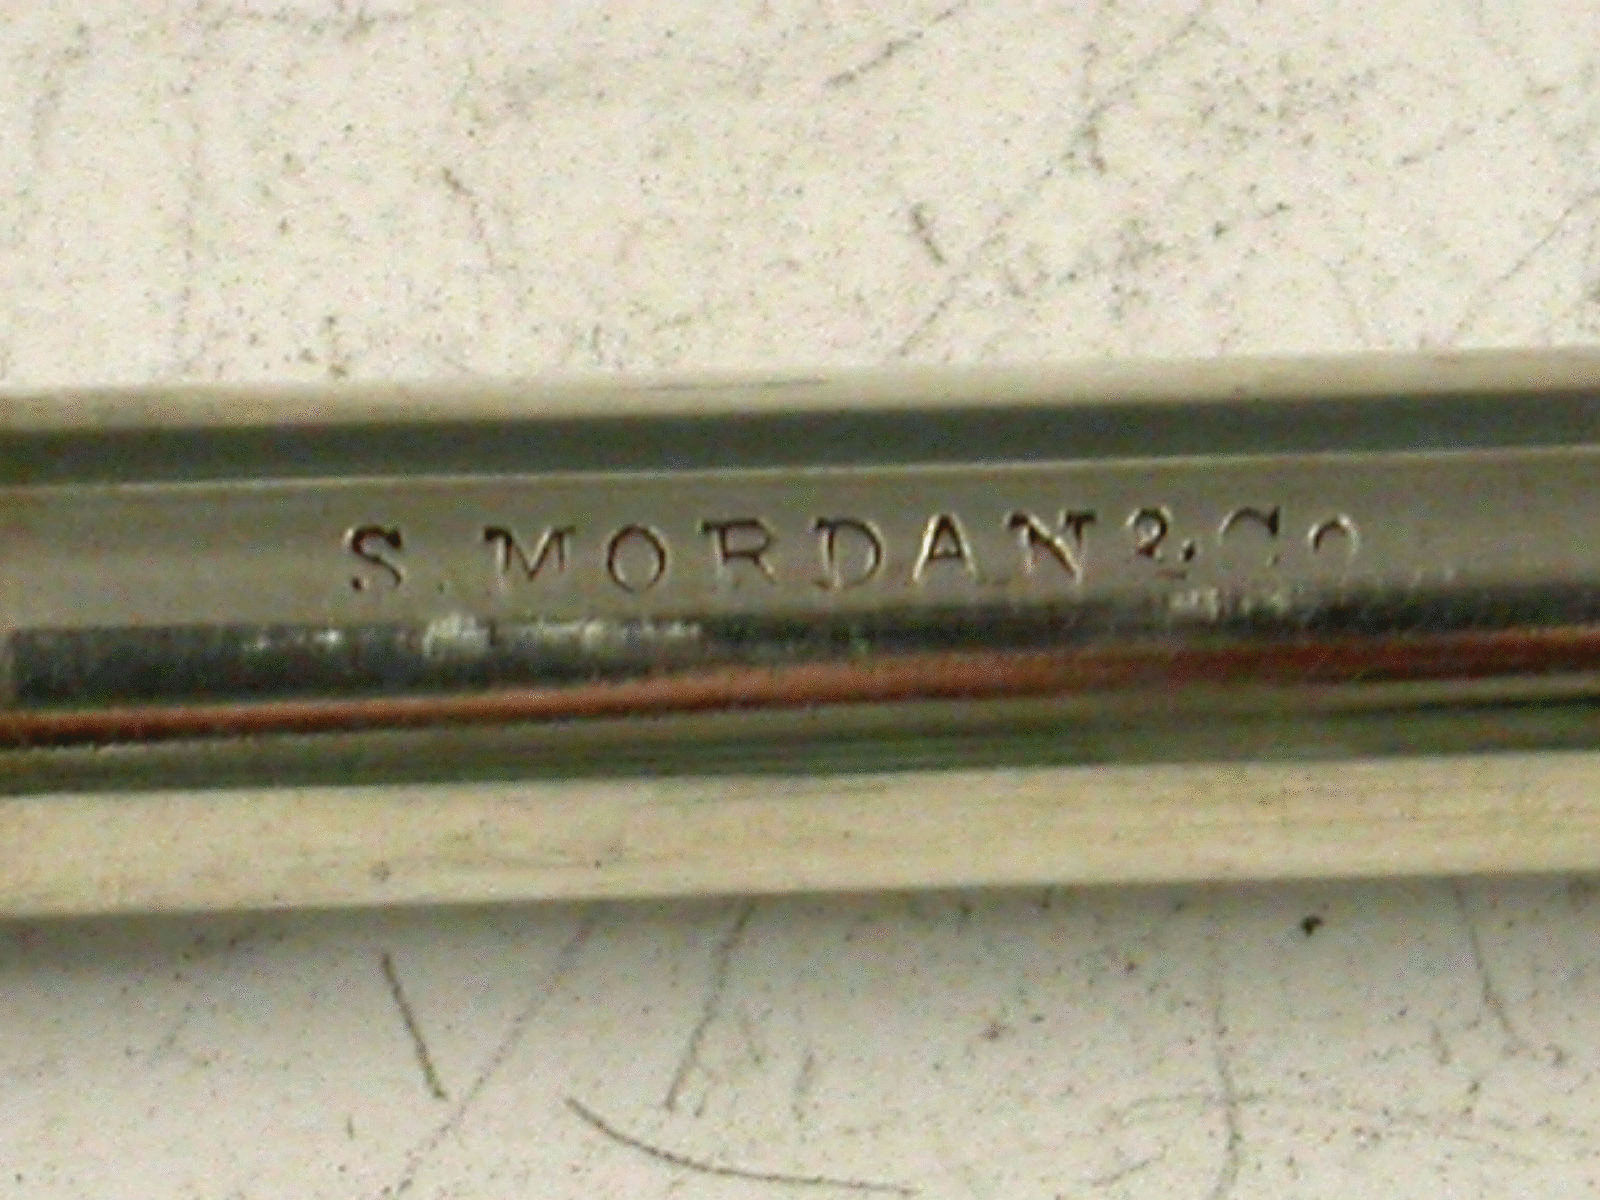 S. MORDAN & Co